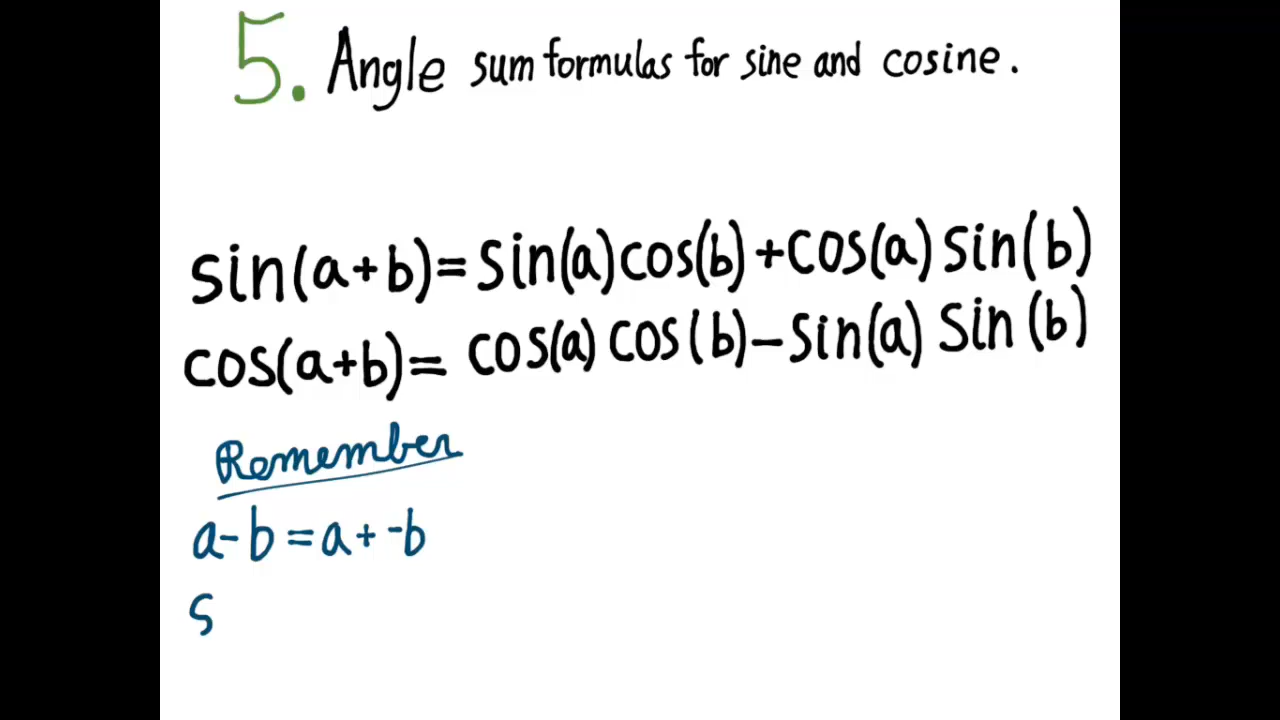 5. Angle sum formulas for sine and cosine.
sin(a+b)=sin(a)cos(b)+cos(a)sin(b)
cos(a+b)=cos(a)cos(b)-sin(a)sin(b)
Remember
a-b=a+-b
S